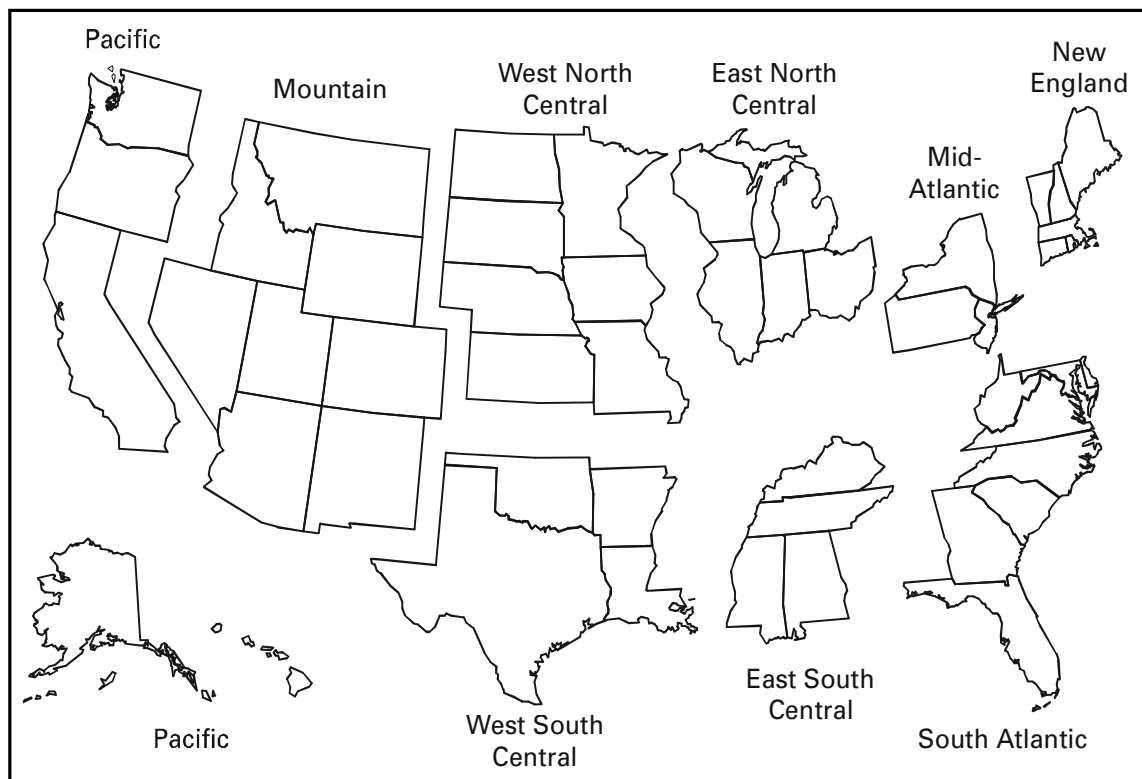 Pacific
Mountain
West North
Central
East North
Central
New
England
Mid-
Atlantic
Pacific
West South
Central
East South
Central
South Atlantic